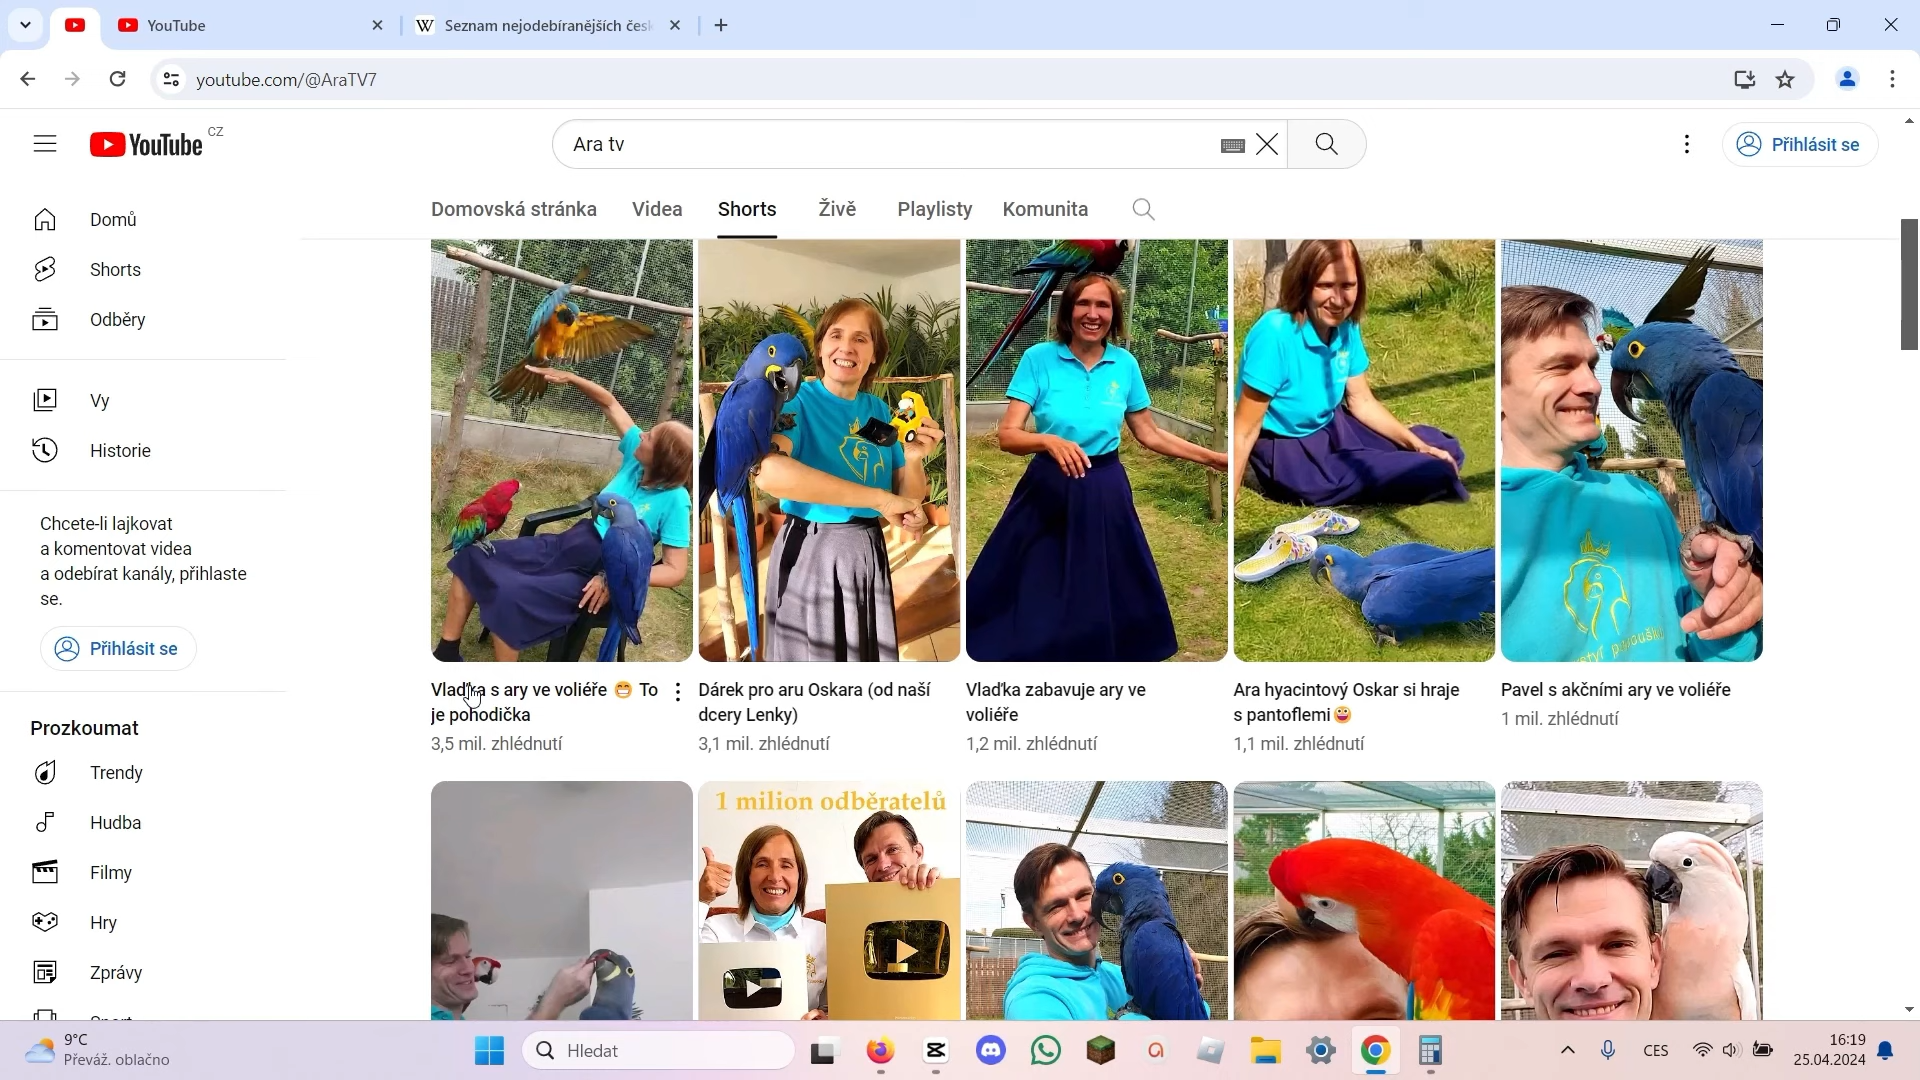 YouTube
Seznam nejodebíranějších česk
youtube.com/@AraTV7
YouTube CZ
Ara tv
Přihlásit se
Domovská stránka
Videa
Shorts
Živě
Playlisty
Komunita
Domů
Shorts
Odběry
Vy
Historie
Chcete-li lajkovat
a komentovat videa
a odebírat kanály, přihlaste
se.
Přihlásit se
Prozkoumat
Trendy
Hudba
Filmy
Hry
Zprávy
Sport
Vlaďka s ary ve voliéře 😁 To
je pohodička
3,5 mil. zhlédnutí
Dárek pro aru Oskara (od naší
dcery Lenky)
3,1 mil. zhlédnutí
Vlaďka zabavuje ary ve
voliéře
1,2 mil. zhlédnutí
Ara hyacintový Oskar si hraje
s pantoflemi😀
1,1 mil. zhlédnutí
Pavel s akčními ary ve voliéře
1 mil. zhlédnutí
1 milion odběratelů
9°C
Převáž. oblačno
Hledat
CES
16:19
25.04.2024